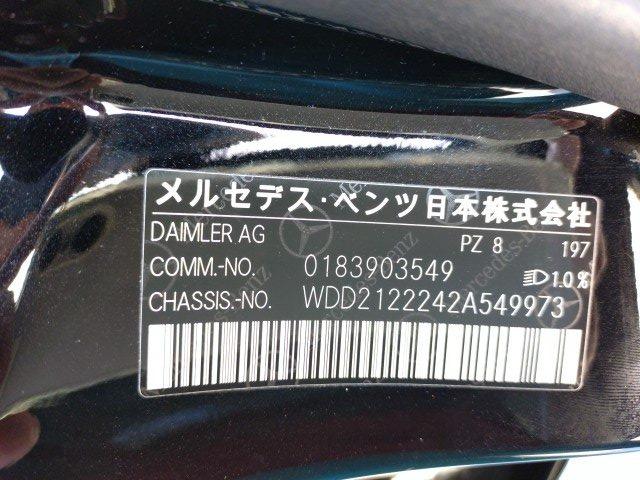 メルセデス・ベンツ日本株式会社
DAIMLER AG PZ 8 197
COMM.-NO. 0183903549 1.0%
CHASSIS.-NO. WDD2122242A549973